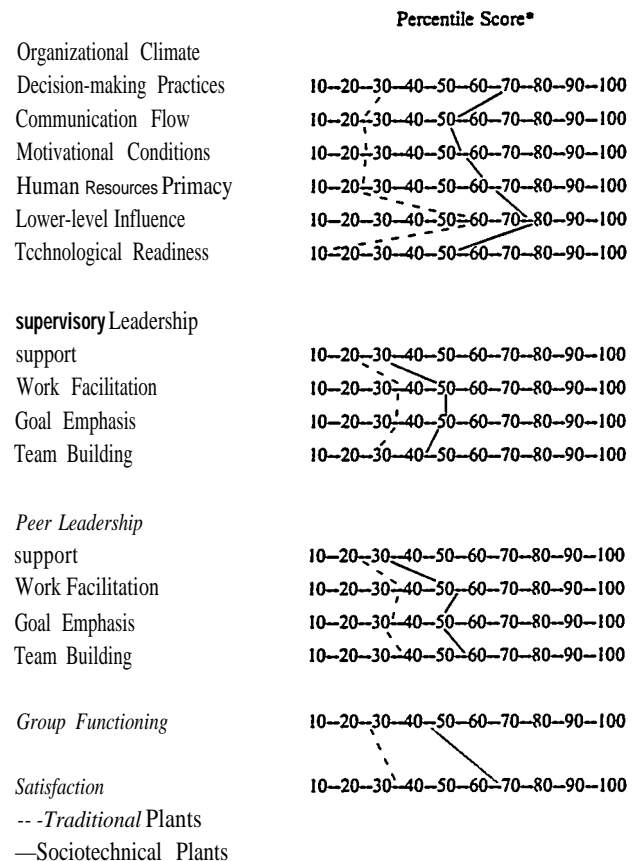 Percentile Score*
Organizational Climate
Decision-making Practices 10--20--30--40--50--60--70--80--90--100
Communication Flow 10--20--30--40--50--60--70--80--90--100
Motivational Conditions 10--20--30--40--50--60--70--80--90--100
Human Resources Primacy 10--20--30--40--50--60--70--80--90--100
Lower-level Influence 10--20--30--40--50--60--70--80--90--100
Tcchnological Readiness 10--20--30--40--50--60--70--80--90--100
supervisory Leadership
support 10--20--30--40--50--60--70--80--90--100
Work Facilitation 10--20--30--40--50--60--70--80--90--100
Goal Emphasis 10--20--30--40--50--60--70--80--90--100
Team Building 10--20--30--40--50--60--70--80--90--100
Peer Leadership
support 10--20--30--40--50--60--70--80--90--100
Work Facilitation 10--20--30--40--50--60--70--80--90--100
Goal Emphasis 10--20--30--40--50--60--70--80--90--100
Team Building 10--20--30--40--50--60--70--80--90--100
Group Functioning 10--20--30--40--50--60--70--80--90--100
Satisfaction 10--20--30--40--50--60--70--80--90--100
-- -Traditional Plants
—Sociotechnical Plants